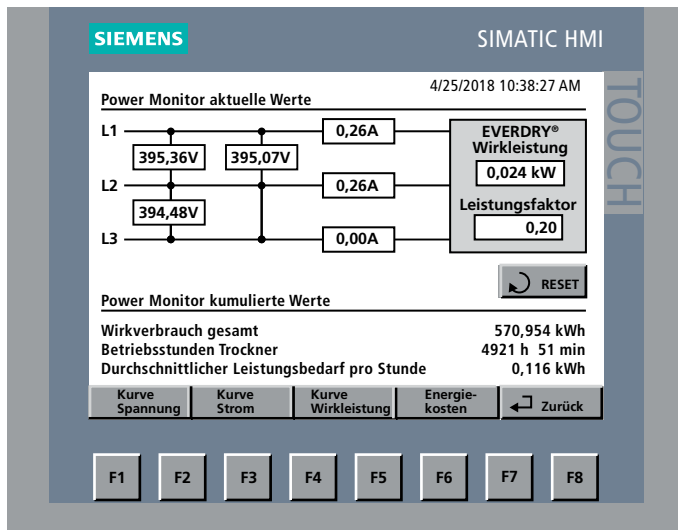 SIEMENS
SIMATIC HMI
TOUCH
4/25/2018 10:38:27 AM
Power Monitor aktuelle Werte
L1
0,26A
EVERDRY®
Wirkleistung
395,36V
395,07V
0,024 kW
L2
0,26A
Leistungsfaktor
394,48V
0,20
L3
0,00A
RESET
Power Monitor kumulierte Werte
Wirkverbrauch gesamt 570,954 kWh
Betriebsstunden Trockner 4921 h 51 min
Durchschnittlicher Leistungsbedarf pro Stunde 0,116 kWh
Kurve
Spannung
Kurve
Strom
Kurve
Wirkleistung
Energie-
kosten
Zurück
F1 F2 F3 F4 F5 F6 F7 F8